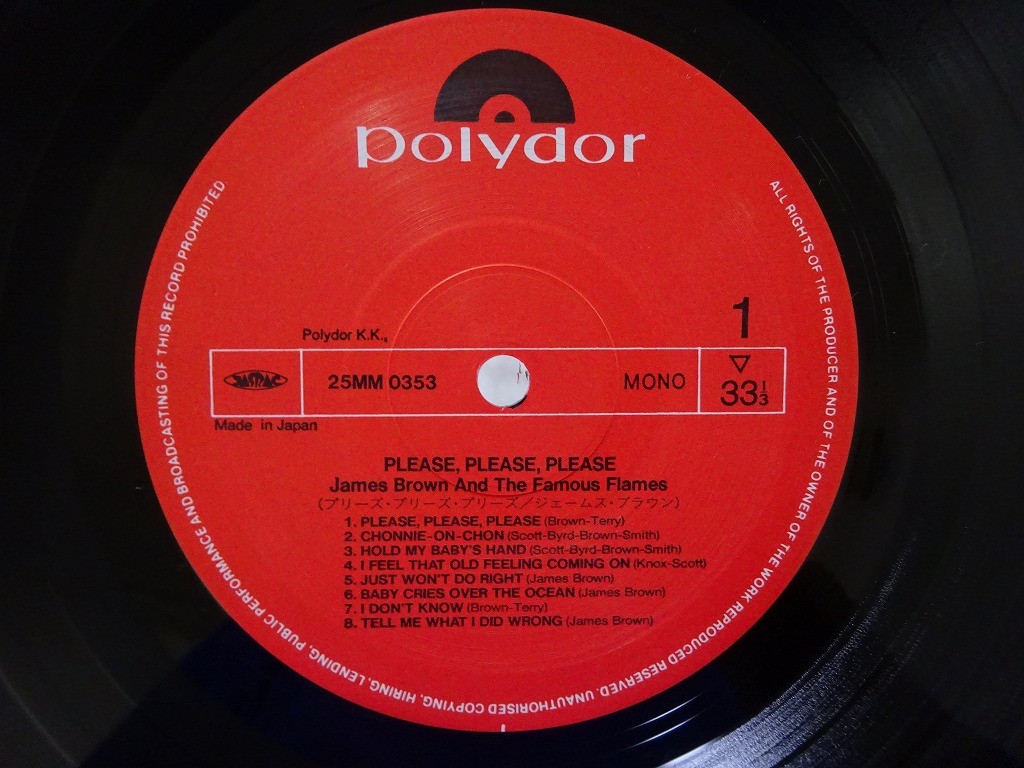 polydor
ALL RIGHTS OF THE PRODUCER AND OF THE OWNER OF THE WORK REPRODUCED RESERVED. UNAUTHORISED COPYING, HIRING, LENDING, PUBLIC PERFORMANCE AND BROADCASTING OF THIS RECORD PROHIBITED
1
Polydor K.K.,
JASRAC
25MM 0353
MONO
33 1/3
Made in Japan
PLEASE, PLEASE, PLEASE
James Brown And The Famous Flames
(プリーズ・プリーズ・プリーズ/ジェームス・ブラウン)
1. PLEASE, PLEASE, PLEASE (Brown-Terry)
2. CHONNIE-ON-CHON (Scott-Byrd-Brown-Smith)
3. HOLD MY BABY'S HAND (Scott-Byrd-Brown-Smith)
4. I FEEL THAT OLD FEELING COMING ON (Knox-Scott)
5. JUST WON'T DO RIGHT (James Brown)
6. BABY CRIES OVER THE OCEAN (James Brown)
7. I DON'T KNOW (Brown-Terry)
8. TELL ME WHAT I DID WRONG (James Brown)